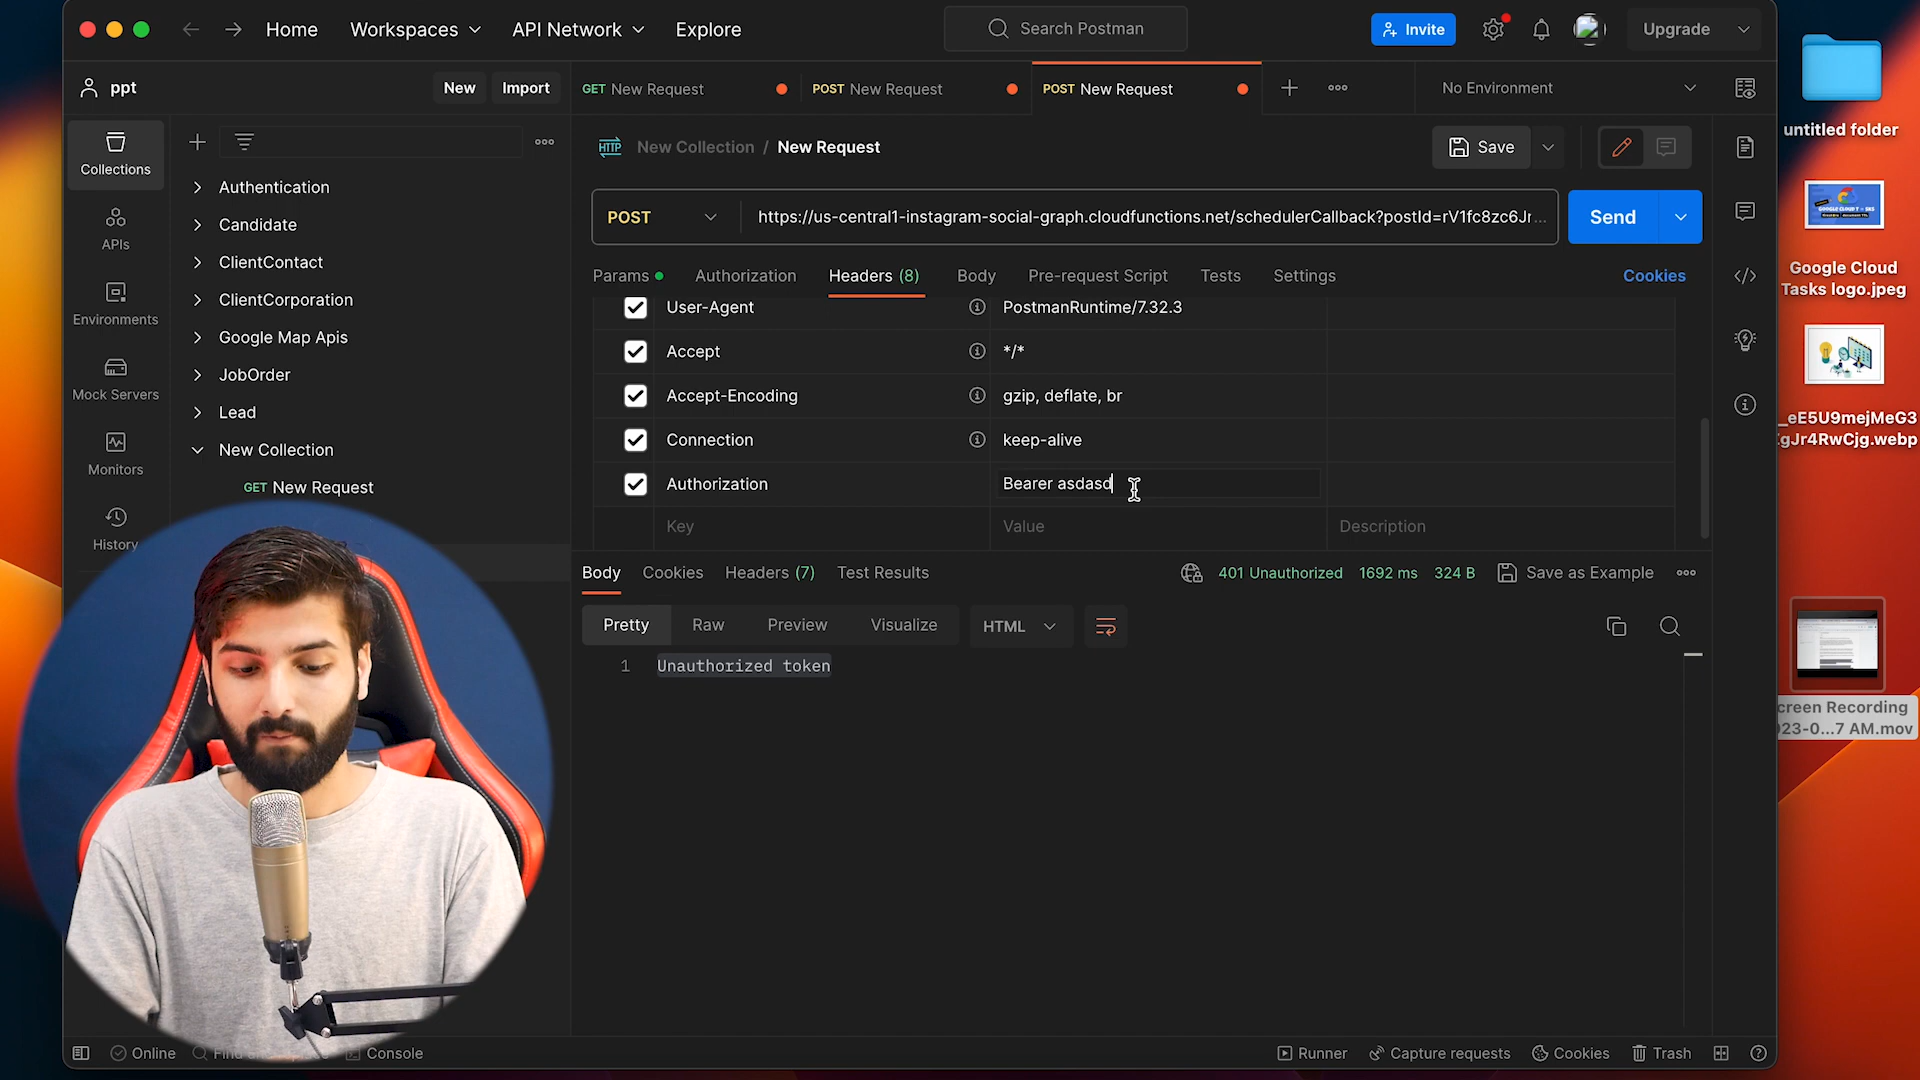 Home
Workspaces
API Network
Explore
Search Postman
Invite
Upgrade
ppt
New
Import
GET New Request
POST New Request
POST New Request
No Environment
New Collection / New Request
Save
POST
https://us-central1-instagram-social-graph.cloudfunctions.net/schedulerCallback?postId=rV1fc8zc6Jr...
Send
Params
Authorization
Headers (8)
Body
Pre-request Script
Tests
Settings
Cookies
User-Agent
PostmanRuntime/7.32.3
Accept
*/*
Accept-Encoding
gzip, deflate, br
Connection
keep-alive
Authorization
Bearer asdasd
Key
Value
Description
Body
Cookies
Headers (7)
Test Results
401 Unauthorized
1692 ms
324 B
Save as Example
Pretty
Raw
Preview
Visualize
HTML
1
Unauthorized token
Collections
APIs
Environments
Mock Servers
Monitors
History
Authentication
Candidate
ClientContact
ClientCorporation
Google Map Apis
JobOrder
Lead
New Collection
GET New Request
Online
Console
Runner
Capture requests
Cookies
Trash
untitled folder
Google Cloud
Tasks logo.jpeg
_eE5U9mejMeG3
gJr4RwCjg.webp
creen Recording
023-0...7 AM.mov